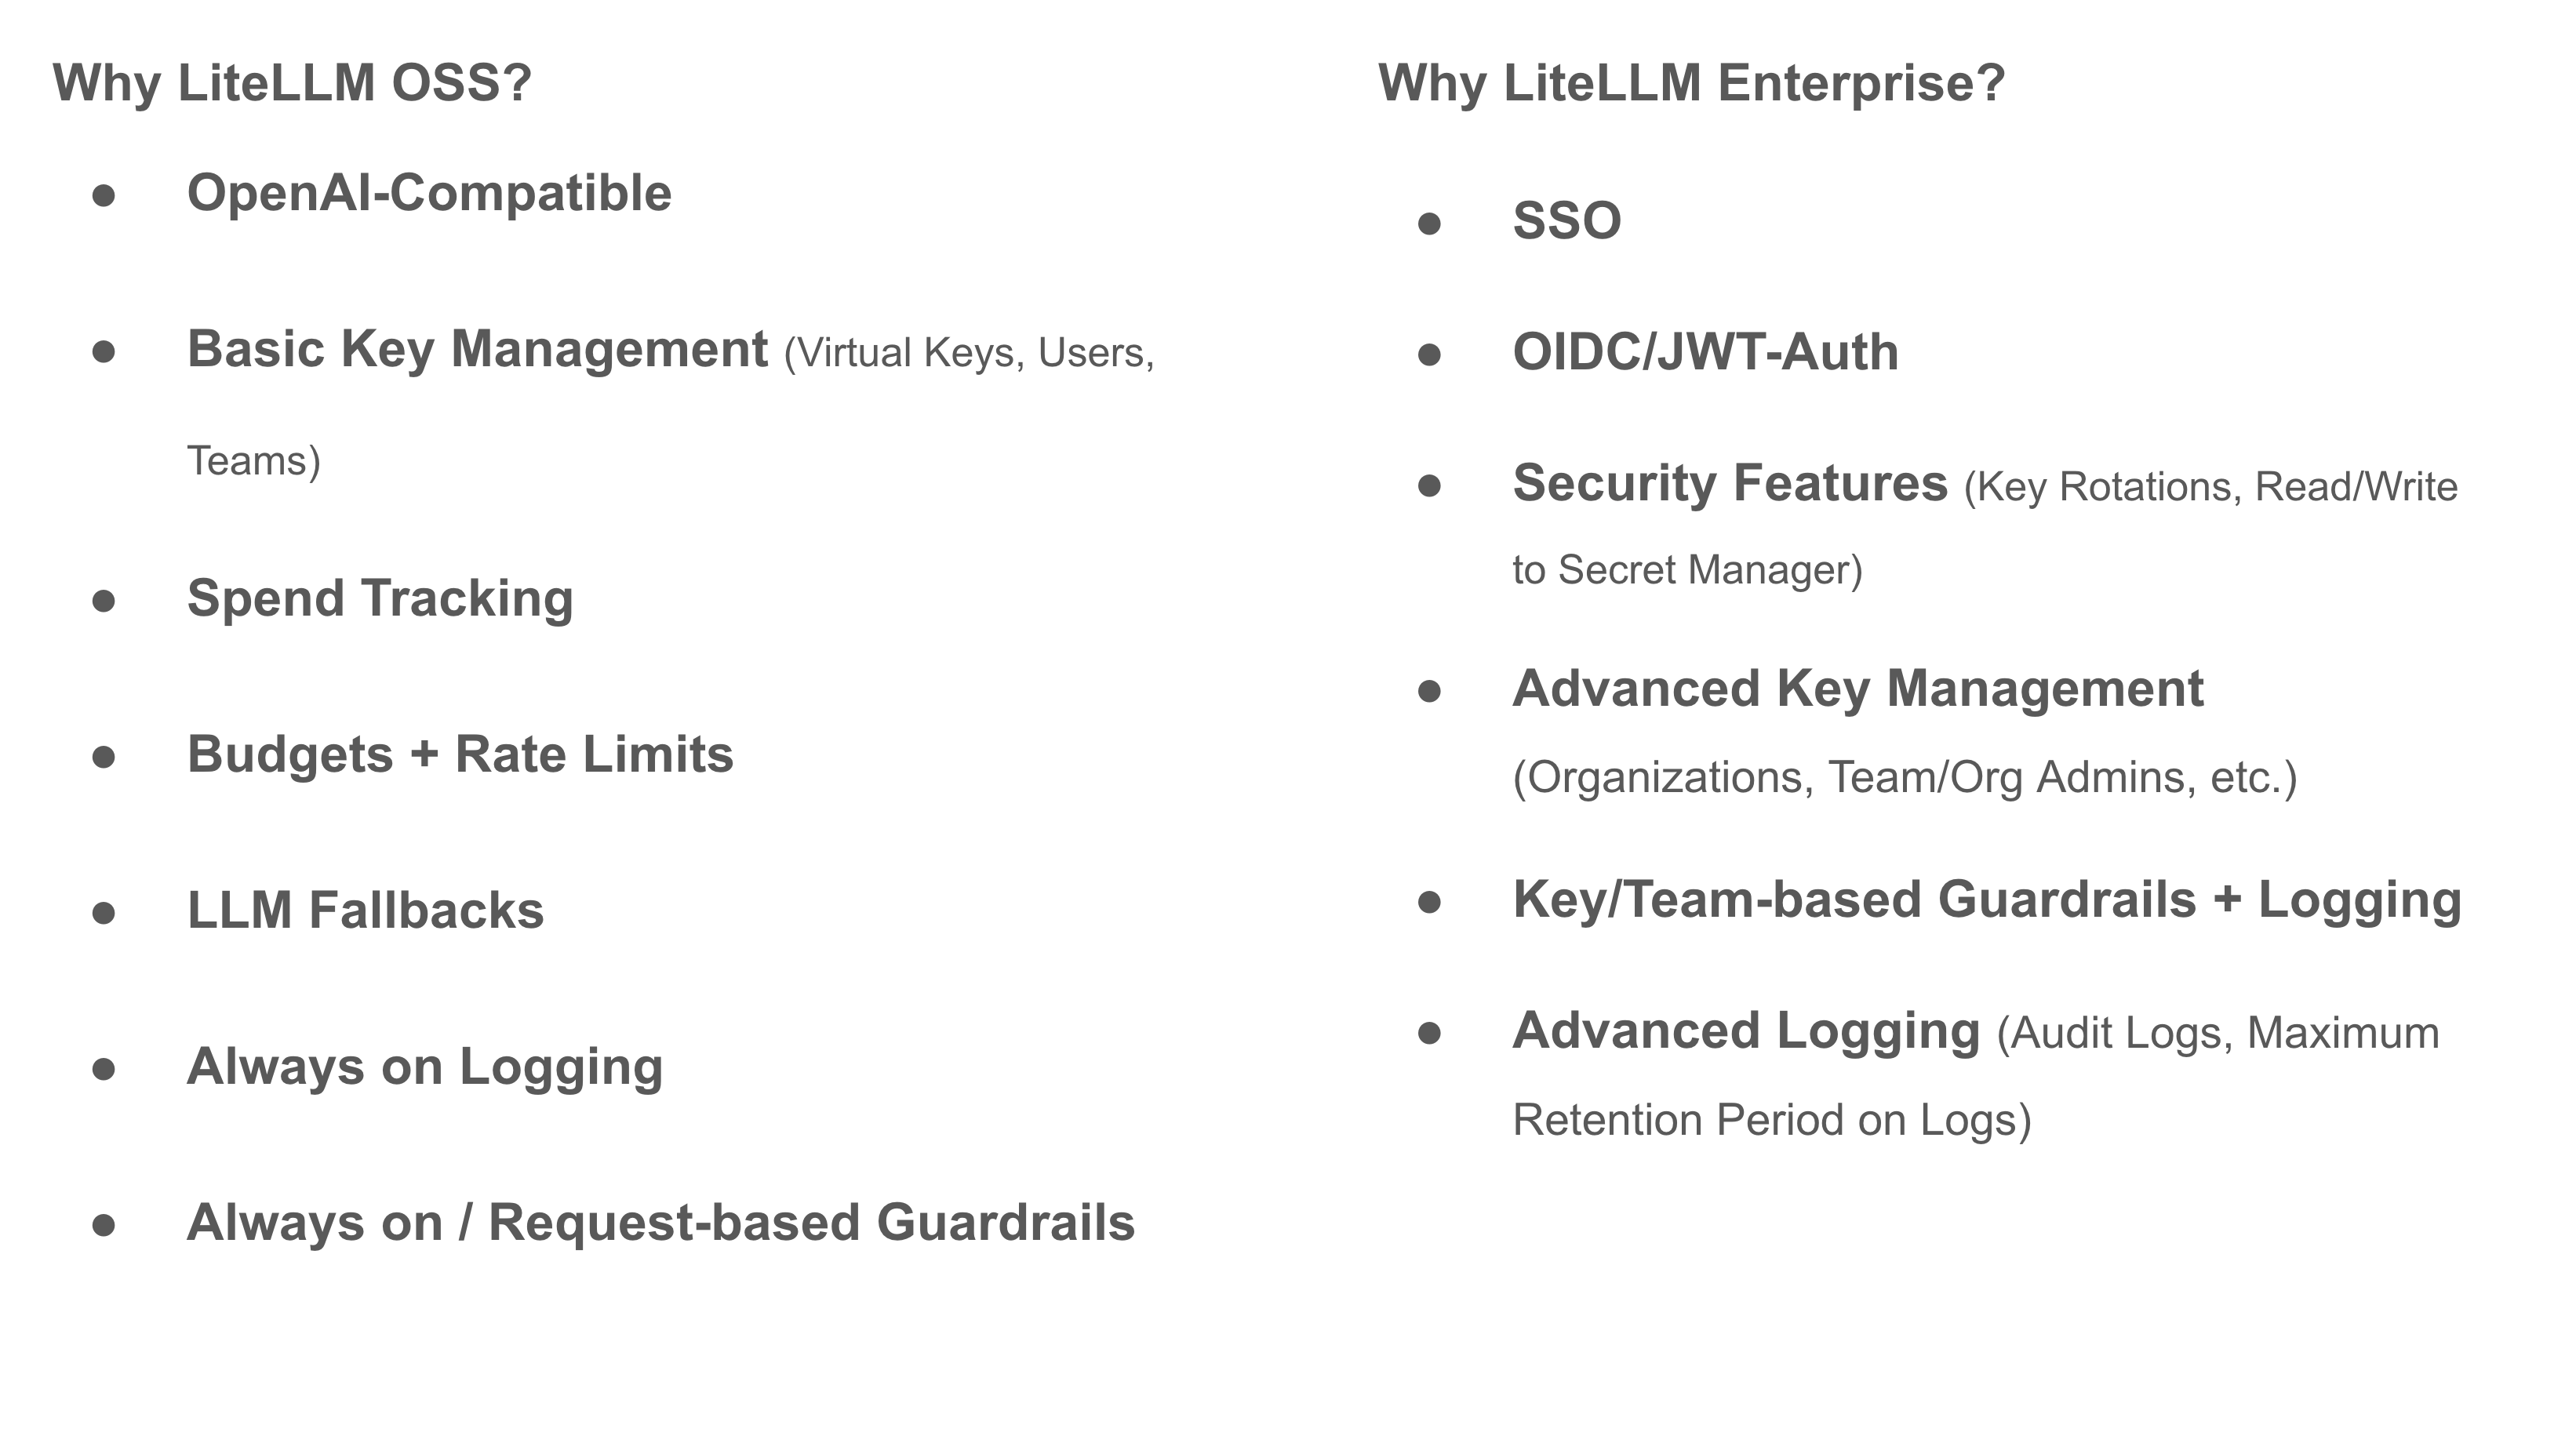 Why LiteLLM OSS?
● OpenAI-Compatible
● Basic Key Management (Virtual Keys, Users,
Teams)
● Spend Tracking
● Budgets + Rate Limits
● LLM Fallbacks
● Always on Logging
● Always on / Request-based Guardrails
Why LiteLLM Enterprise?
● SSO
● OIDC/JWT-Auth
● Security Features (Key Rotations, Read/Write
to Secret Manager)
● Advanced Key Management
(Organizations, Team/Org Admins, etc.)
● Key/Team-based Guardrails + Logging
● Advanced Logging (Audit Logs, Maximum
Retention Period on Logs)